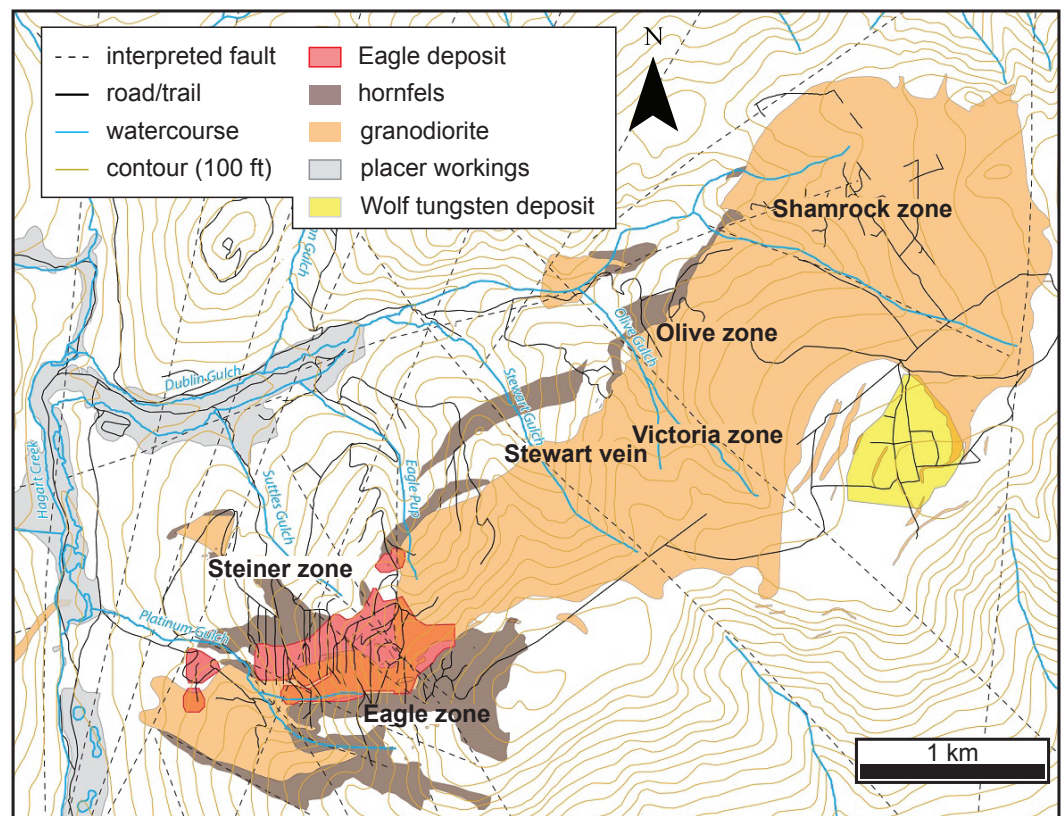 interpreted fault
road/trail
watercourse
contour (100 ft)
Eagle deposit
hornfels
granodiorite
placer workings
Wolf tungsten deposit
N
Gulch
Shamrock zone
Olive zone
Olive Gulch
Dublin Gulch
Stewart Gulch
Victoria zone
Stewart vein
Hagart Creek
Suttles Gulch
Eagle Pup
Steiner zone
Platinum Gulch
Eagle zone
1 km